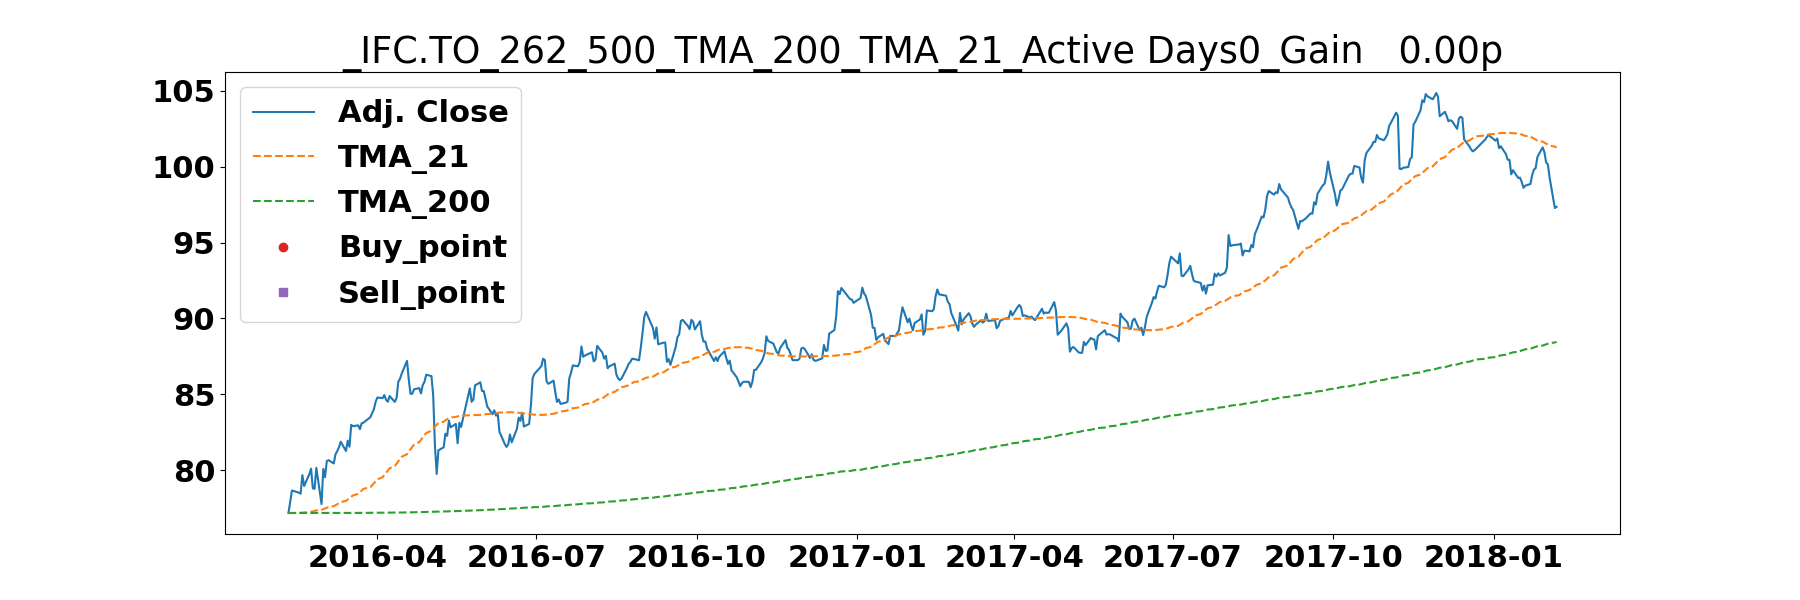 _IFC.TO_262_500_TMA_200_TMA_21_Active Days0_Gain   0.00p
105
100
95
90
85
80
Adj. Close
TMA_21
TMA_200
Buy_point
Sell_point
2016-04 2016-07 2016-10 2017-01 2017-04 2017-07 2017-10 2018-01